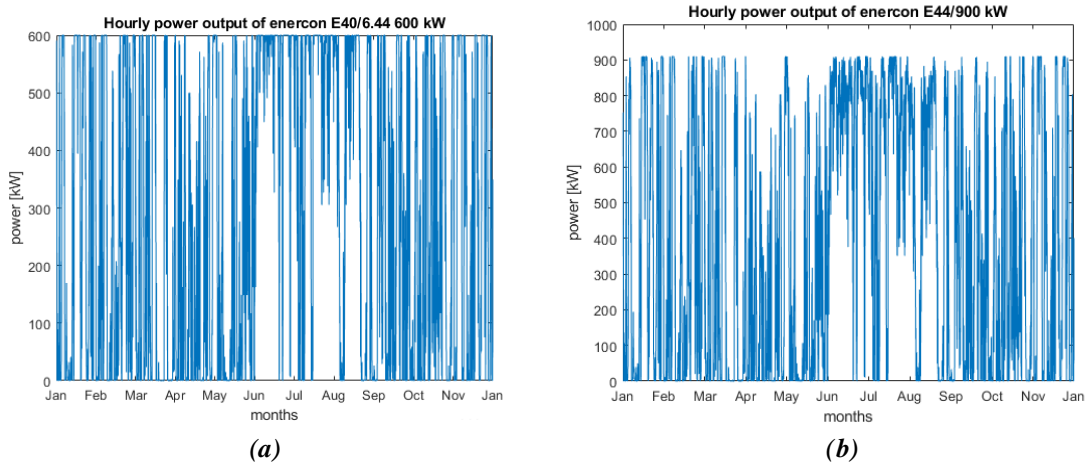 Hourly power output of enercon E40/6.44 600 kW
600
500
400
300
200
100
0
power [kW]
Jan Feb Mar Apr May Jun Jul Aug Sep Oct Nov Jan
months
(a)
Hourly power output of enercon E44/900 kW
1000
900
800
700
600
500
400
300
200
100
0
power [kW]
Jan Feb Mar Apr May Jun Jul Aug Sep Oct Nov Jan
months
(b)